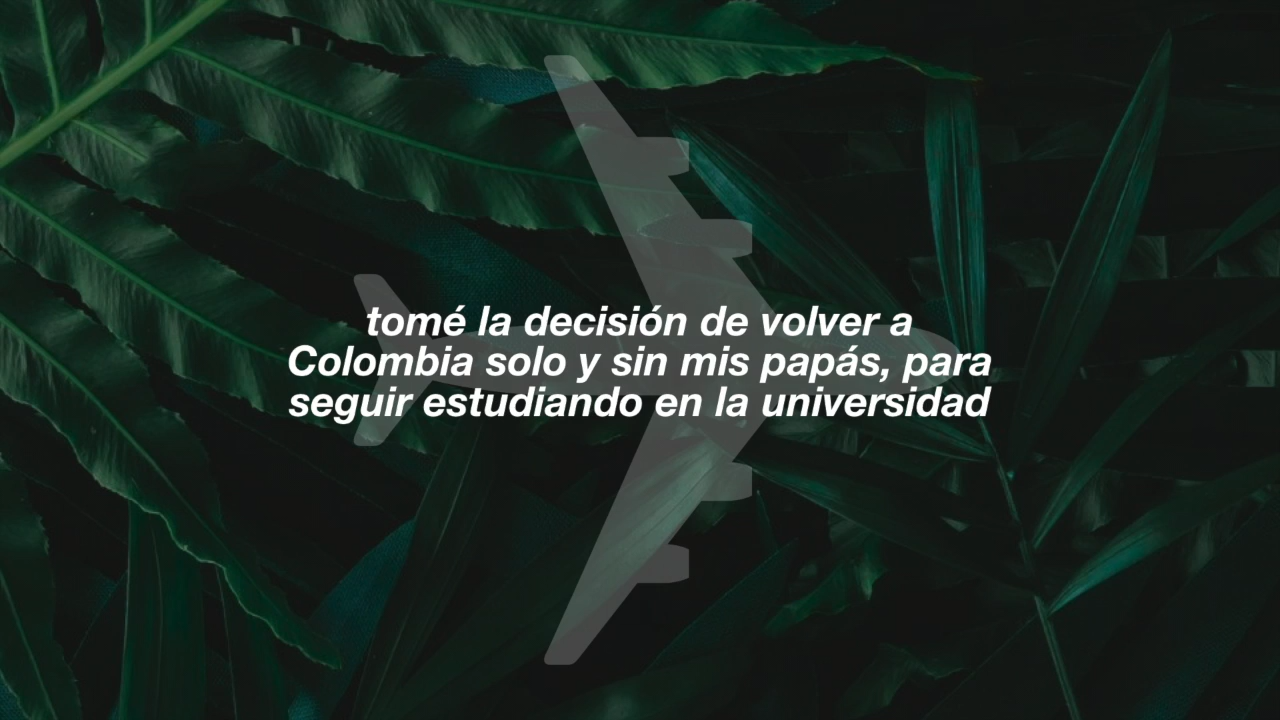 tomé la decisión de volver a
Colombia solo y sin mis papás, para
seguir estudiando en la universidad